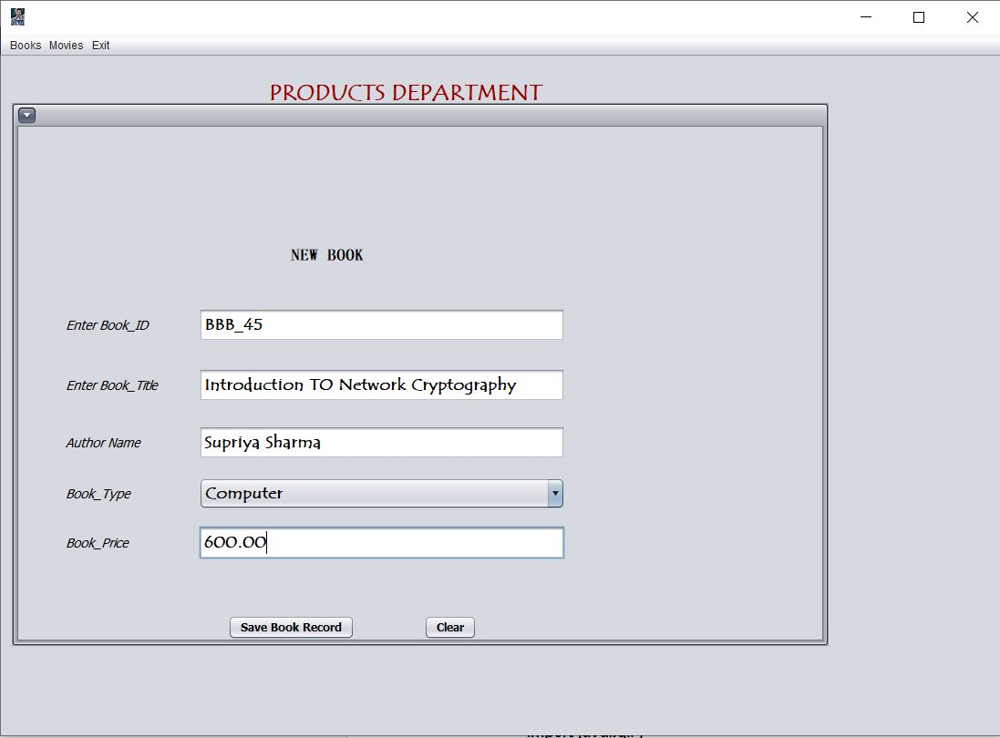 Books Movies Exit
PRODUCTS DEPARTMENT
NEW BOOK
Enter Book_ID BBB_45
Enter Book_Title Introduction TO Network Cryptography
Author Name Supriya Sharma
Book_Type Computer
Book_Price 600.00
Save Book Record Clear